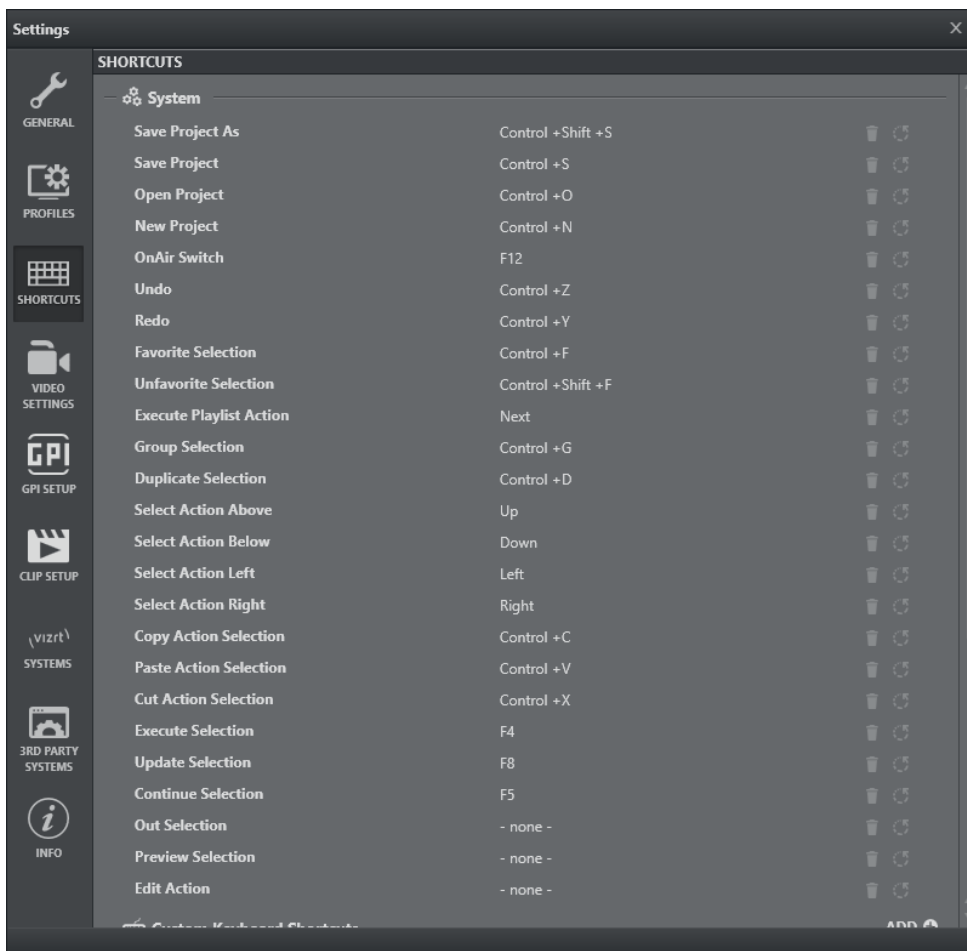 Settings
SHORTCUTS
GENERAL
PROFILES
SHORTCUTS
VIDEO
SETTINGS
GPI
GPI SETUP
CLIP SETUP
(vizrt)
SYSTEMS
3RD PARTY
SYSTEMS
INFO
System
Save Project As Control +Shift +S
Save Project Control +S
Open Project Control +O
New Project Control +N
OnAir Switch F12
Undo Control +Z
Redo Control +Y
Favorite Selection Control +F
Unfavorite Selection Control +Shift +F
Execute Playlist Action Next
Group Selection Control +G
Duplicate Selection Control +D
Select Action Above Up
Select Action Below Down
Select Action Left Left
Select Action Right Right
Copy Action Selection Control +C
Paste Action Selection Control +V
Cut Action Selection Control +X
Execute Selection F4
Update Selection F8
Continue Selection F5
Out Selection - none -
Preview Selection - none -
Edit Action - none -
Custom Keyboard Shortcuts ADD